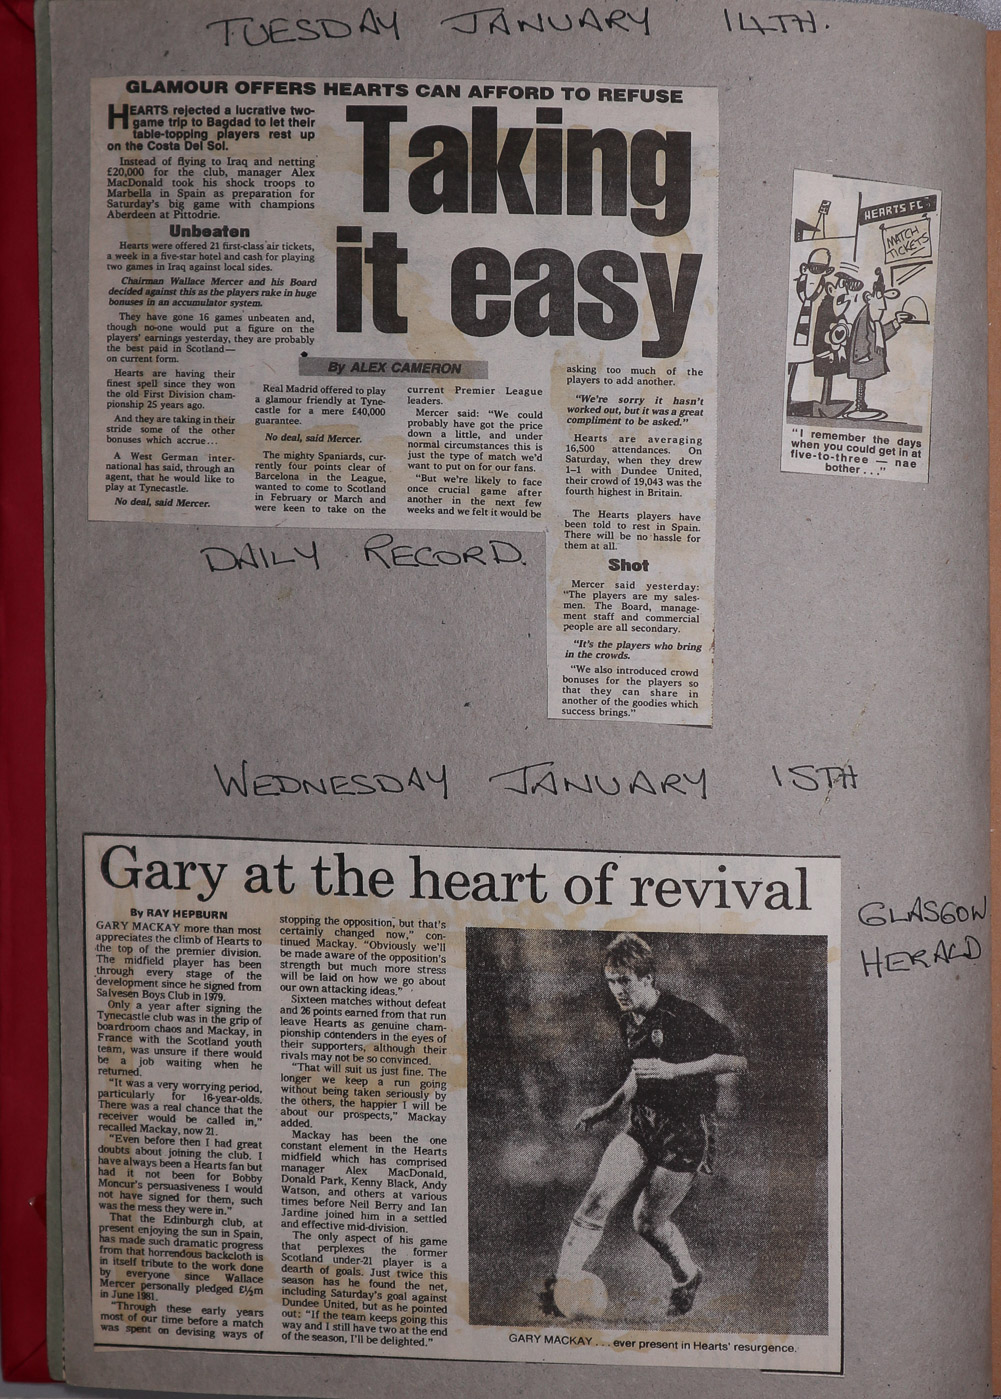 TUESDAY JANUARY 14TH.
GLAMOUR OFFERS HEARTS CAN AFFORD TO REFUSE
Taking
it easy
By ALEX CAMERON
HEARTS rejected a lucrative two-
game trip to Bagdad to let their
table-topping players rest up
on the Costa Del Sol.
Instead of flying to Iraq and netting
£20,000 for the club, manager Alex
MacDonald took his shock troops to
Marbella in Spain as preparation for
Saturday's big game with champions
Aberdeen at Pittodrie.
Unbeaten
Hearts were offered 21 first-class air tickets,
a week in a five-star hotel and cash for playing
two games in Iraq against local sides.
Chairman Wallace Mercer and his Board
decided against this as the players rake in huge
bonuses in an accumulator system.
They have gone 16 games unbeaten and,
though no-one would put a figure on the
players' earnings yesterday, they are probably
the best paid in Scotland—
on current form.
Hearts are having their
finest spell since they won
the old First Division cham-
pionship 25 years ago.
And they are taking in their
stride some of the other
bonuses which accrue...
A West German inter-
national has said, through an
agent, that he would like to
play at Tynecastle.
No deal, said Mercer.
Real Madrid offered to play
a glamour friendly at Tyne-
castle for a mere £40,000
guarantee.
No deal, said Mercer.
The mighty Spaniards, cur-
rently four points clear of
Barcelona in the League,
wanted to come to Scotland
in February or March and
were keen to take on the
current Premier League
leaders.
Mercer said: "We could
probably have got the price
down a little, and under
normal circumstances this is
just the type of match we'd
want to put on for our fans.
"But we're likely to face
once crucial game after
another in the next few
weeks and we felt it would be
asking too much of the
players to add another.
"We're sorry it hasn't
worked out, but it was a great
compliment to be asked."
Hearts are averaging
16,500 attendances. On
Saturday, when they drew
1–1 with Dundee United,
their crowd of 19,043 was the
fourth highest in Britain.
The Hearts players have
been told to rest in Spain.
There will be no hassle for
them at all.
Shot
Mercer said yesterday:
"The players are my sales-
men. The Board, manage-
ment staff and commercial
people are all secondary.
"It's the players who bring
in the crowds.
"We also introduced crowd
bonuses for the players so
that they can share in
another of the goodies which
success brings."
HEARTS FC
MATCH
TICKETS
"I remember the days
when you could get in at
five-to-three — nae
bother..."
DAILY RECORD.
WEDNESDAY JANUARY 15TH
Gary at the heart of revival
By RAY HEPBURN
GARY MACKAY more than most
appreciates the climb of Hearts to
the top of the premier division.
The midfield player has been
through every stage of the
development since he signed from
Salvesen Boys Club in 1979.
Only a year after signing the
Tynecastle club was in the grip of
boardroom chaos and Mackay, in
France with the Scotland youth
team, was unsure if there would
be a job waiting when he
returned.
"It was a very worrying period,
particularly for 16-year-olds.
There was a real chance that the
receiver would be called in,"
recalled Mackay, now 21.
"Even before then I had great
doubts about joining the club. I
have always been a Hearts fan but
had it not been for Bobby
Moncur's persuasiveness I would
not have signed for them, such
was the mess they were in."
That the Edinburgh club, at
present enjoying the sun in Spain,
has made such dramatic progress
from that horrendous backcloth is
in itself tribute to the work done
by everyone since Wallace
Mercer personally pledged £½m
in June 1981.
"Through these early years
most of our time before a match
was spent on devising ways of
stopping the opposition, but that's
certainly changed now," con-
tinued Mackay. "Obviously we'll
be made aware of the opposition's
strength but much more stress
will be laid on how we go about
our own attacking ideas."
Sixteen matches without defeat
and 26 points earned from that run
leave Hearts as genuine cham-
pionship contenders in the eyes of
their supporters, although their
rivals may not be so convinced.
"That will suit us just fine. The
longer we keep a run going
without being taken seriously by
the others, the happier I will be
about our prospects," Mackay
added.
Mackay has been the one
constant element in the Hearts
midfield which has comprised
manager Alex MacDonald,
Donald Park, Kenny Black, Andy
Watson, and others at various
times before Neil Berry and Ian
Jardine joined him in a settled
and effective mid-division.
The only aspect of his game
that perplexes the former
Scotland under-21 player is a
dearth of goals. Just twice this
season has he found the net,
including Saturday's goal against
Dundee United, but as he pointed
out: "If the team keeps going this
way and I still have two at the end
of the season, I'll be delighted."
GARY MACKAY...ever present in Hearts' resurgence.
GLASGOW
HERALD